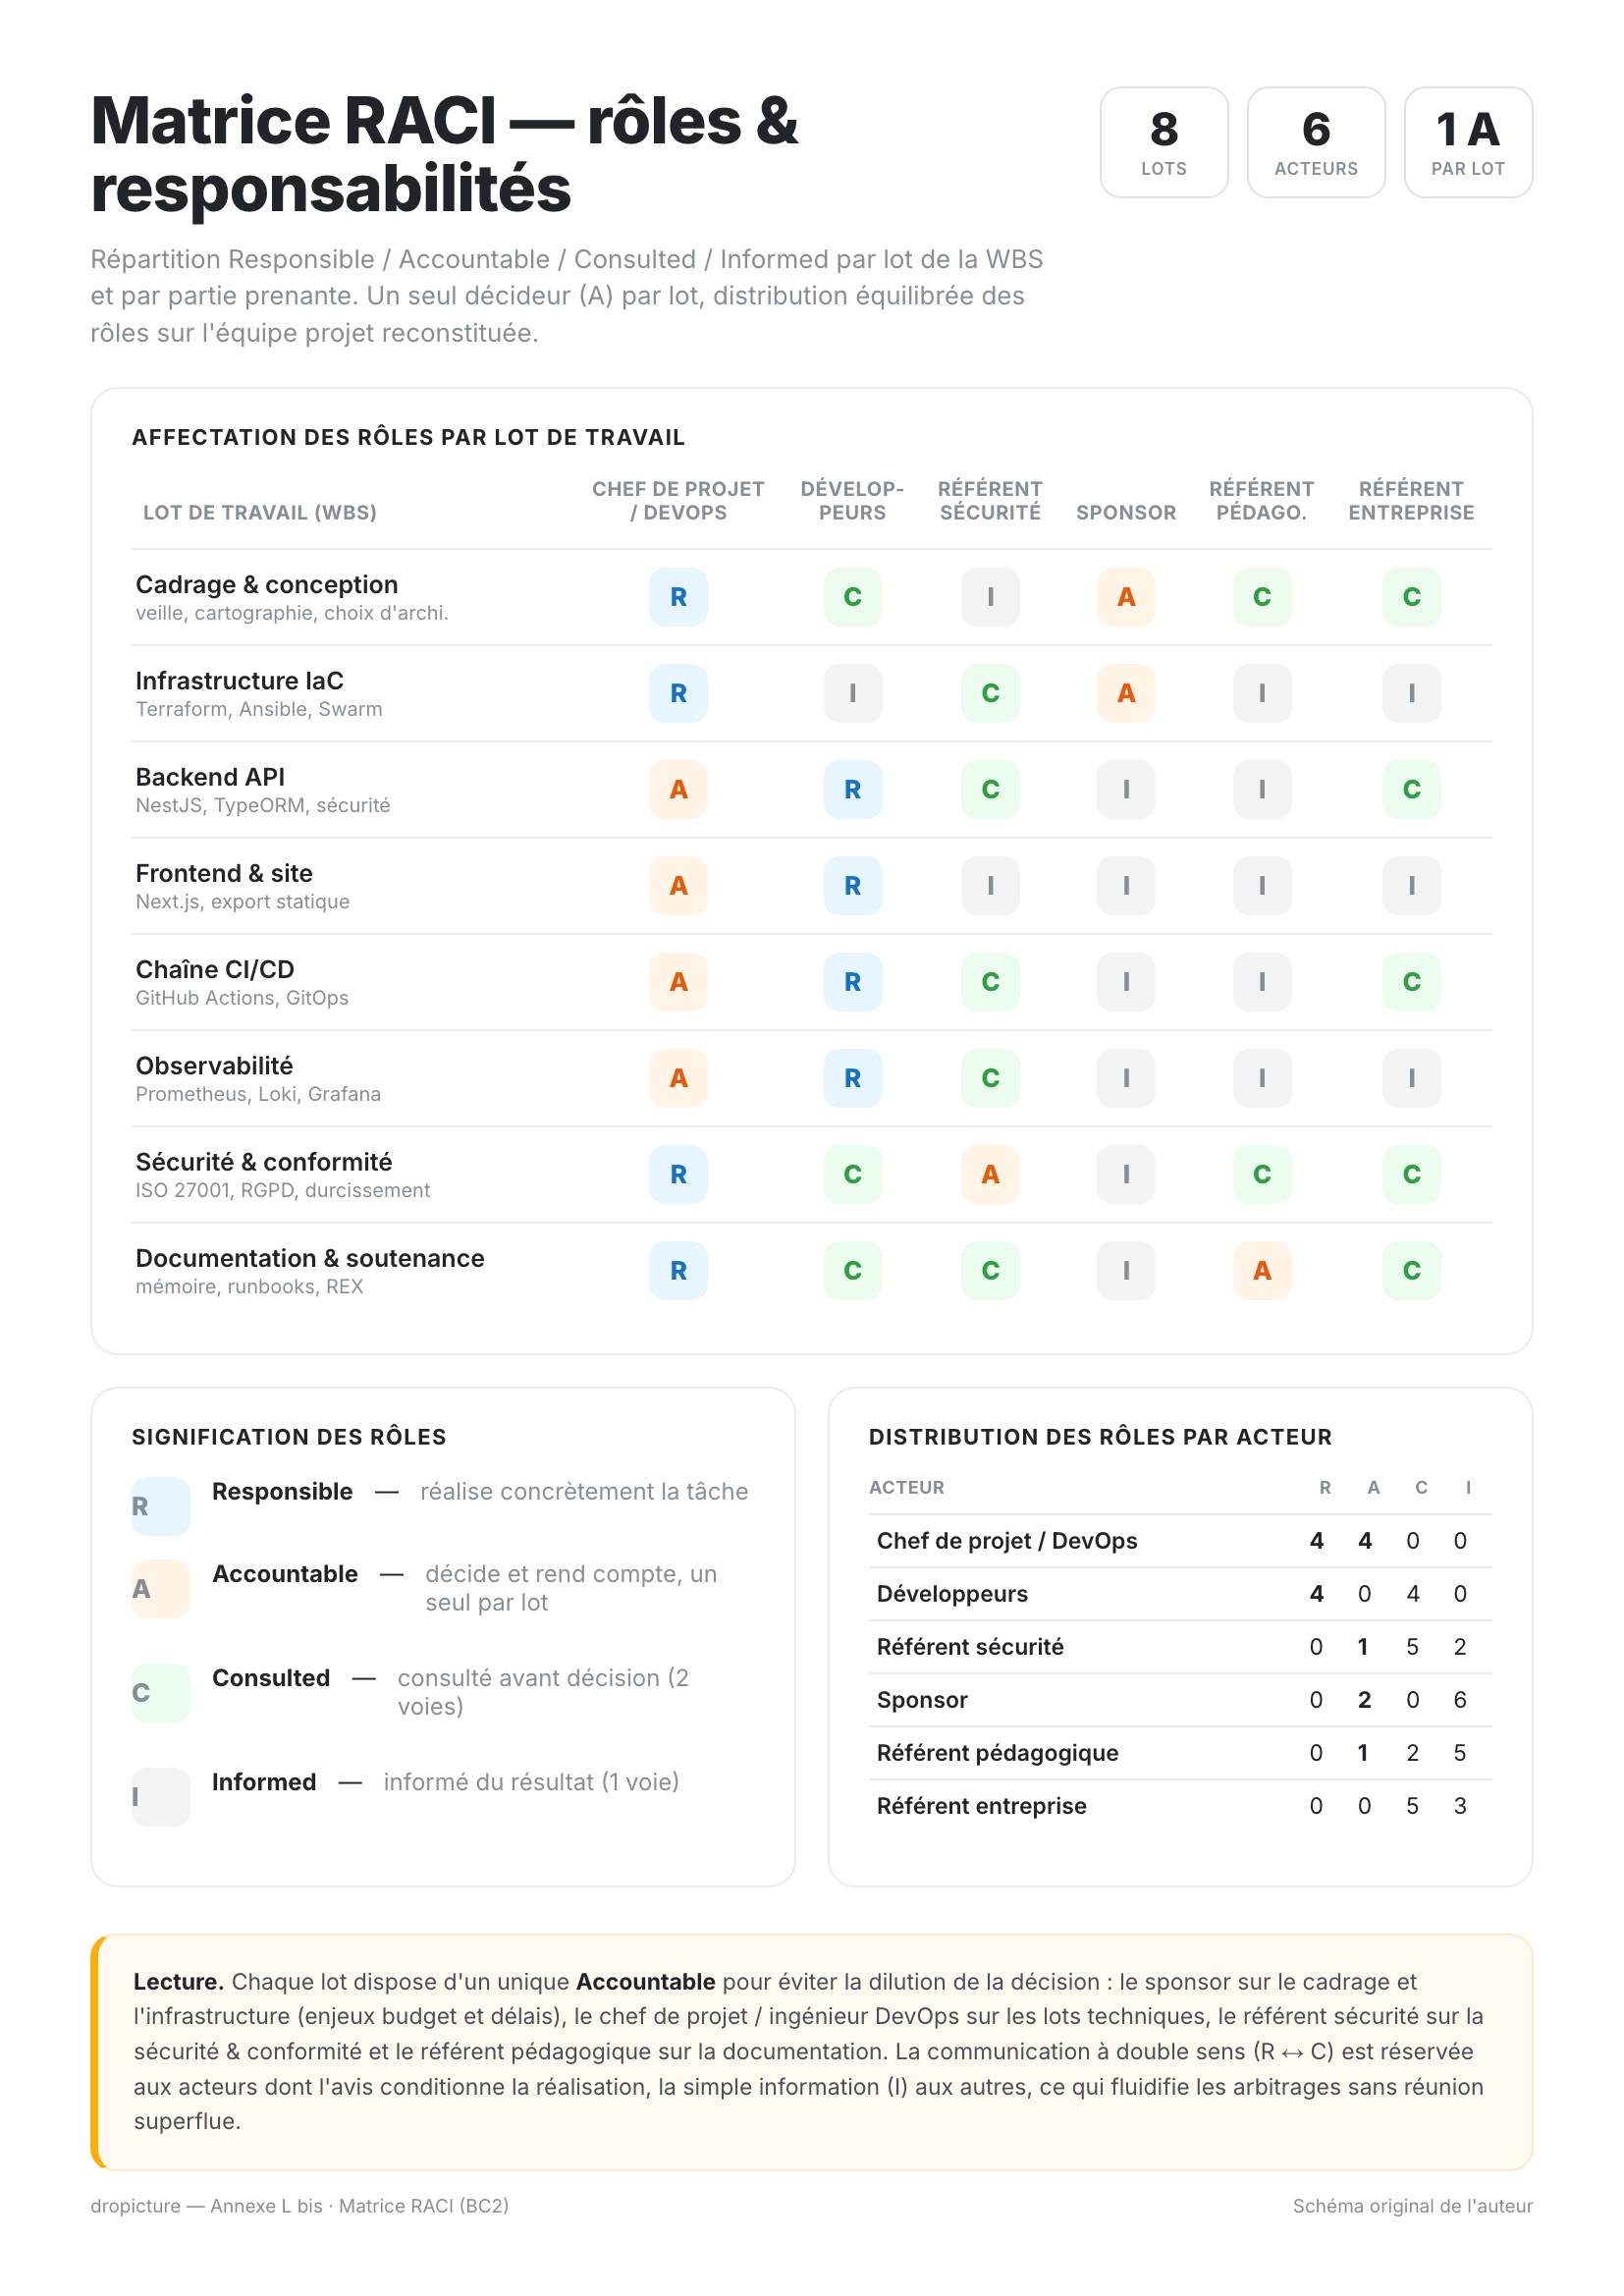 Matrice RACI — rôles &
responsabilités
8
LOTS
6
ACTEURS
1 A
PAR LOT
Répartition Responsible / Accountable / Consulted / Informed par lot de la WBS
et par partie prenante. Un seul décideur (A) par lot, distribution équilibrée des
rôles sur l'équipe projet reconstituée.
AFFECTATION DES RÔLES PAR LOT DE TRAVAIL
LOT DE TRAVAIL (WBS)
CHEF DE PROJET
/ DEVOPS
DÉVELOP-
PEURS
RÉFÉRENT
SÉCURITÉ
SPONSOR
RÉFÉRENT
PÉDAGO.
RÉFÉRENT
ENTREPRISE
Cadrage & conception
veille, cartographie, choix d'archi.
R C I A C C
Infrastructure IaC
Terraform, Ansible, Swarm
R I C A I I
Backend API
NestJS, TypeORM, sécurité
A R C I I C
Frontend & site
Next.js, export statique
A R I I I I
Chaîne CI/CD
GitHub Actions, GitOps
A R C I I C
Observabilité
Prometheus, Loki, Grafana
A R C I I I
Sécurité & conformité
ISO 27001, RGPD, durcissement
R C A I C C
Documentation & soutenance
mémoire, runbooks, REX
R C C I A C
SIGNIFICATION DES RÔLES
R Responsible — réalise concrètement la tâche
A Accountable — décide et rend compte, un
seul par lot
C Consulted — consulté avant décision (2
voies)
I Informed — informé du résultat (1 voie)
DISTRIBUTION DES RÔLES PAR ACTEUR
ACTEUR R A C I
Chef de projet / DevOps 4 4 0 0
Développeurs 4 0 4 0
Référent sécurité 0 1 5 2
Sponsor 0 2 0 6
Référent pédagogique 0 1 2 5
Référent entreprise 0 0 5 3
Lecture. Chaque lot dispose d'un unique Accountable pour éviter la dilution de la décision : le sponsor sur le cadrage et
l'infrastructure (enjeux budget et délais), le chef de projet / ingénieur DevOps sur les lots techniques, le référent sécurité sur la
sécurité & conformité et le référent pédagogique sur la documentation. La communication à double sens (R ↔ C) est réservée
aux acteurs dont l'avis conditionne la réalisation, la simple information (I) aux autres, ce qui fluidifie les arbitrages sans réunion
superflue.
dropicture — Annexe L bis · Matrice RACI (BC2)
Schéma original de l'auteur